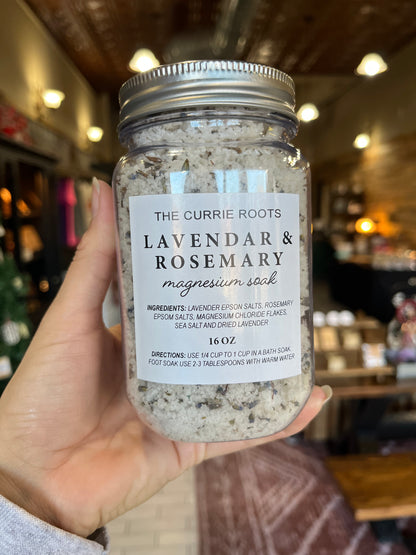 THE CURRIE ROOTS
LAVENDAR &
ROSEMARY
magnesium soak
INGREDIENTS: LAVENDER EPSON SALTS, ROSEMARY
EPSOM SALTS, MAGNESIUM CHLORIDE FLAKES,
SEA SALT AND DRIED LAVENDER
16 OZ
DIRECTIONS: USE 1/4 CUP TO 1 CUP IN A BATH SOAK.
FOOT SOAK USE 2-3 TABLESPOONS WITH WARM WATER